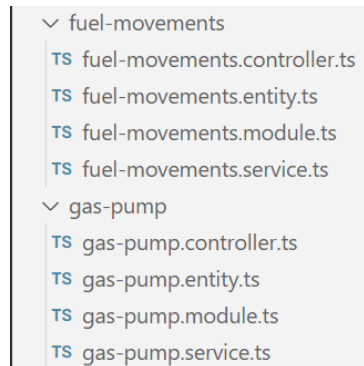 fuel-movements
TS fuel-movements.controller.ts
TS fuel-movements.entity.ts
TS fuel-movements.module.ts
TS fuel-movements.service.ts
gas-pump
TS gas-pump.controller.ts
TS gas-pump.entity.ts
TS gas-pump.module.ts
TS gas-pump.service.ts